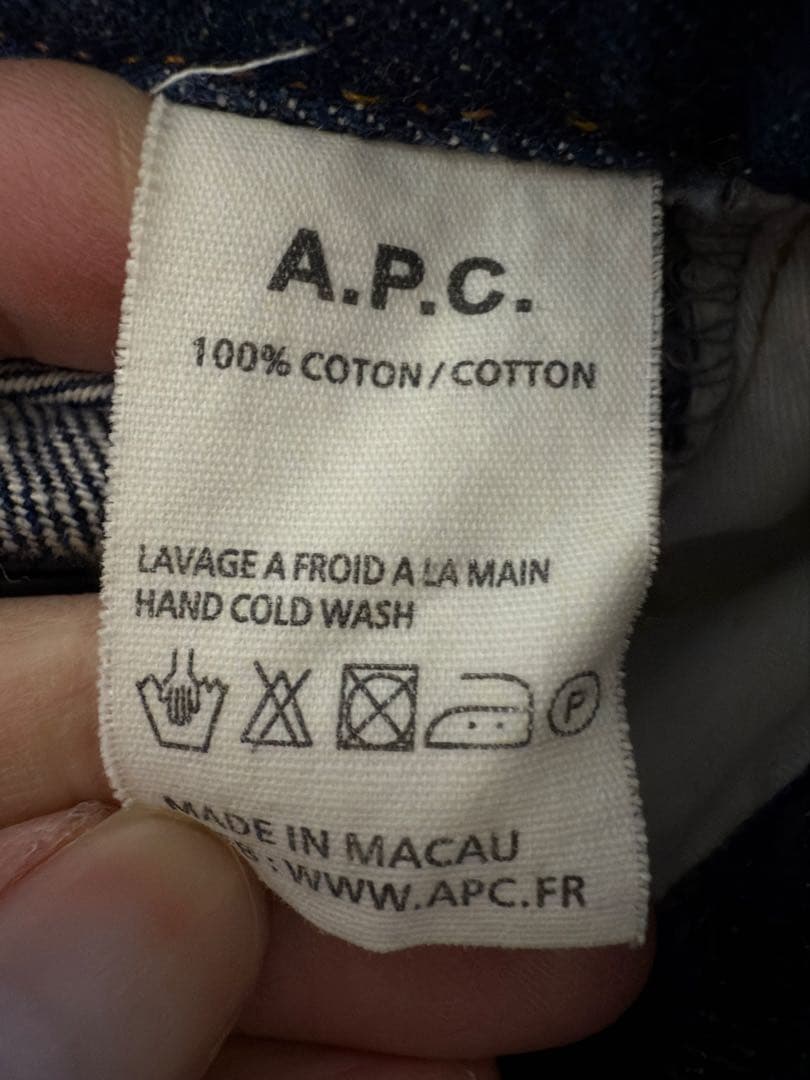 A.P.C.
100% COTON / COTTON
LAVAGE A FROID A LA MAIN
HAND COLD WASH
P
MADE IN MACAU
: WWW.APC.FR